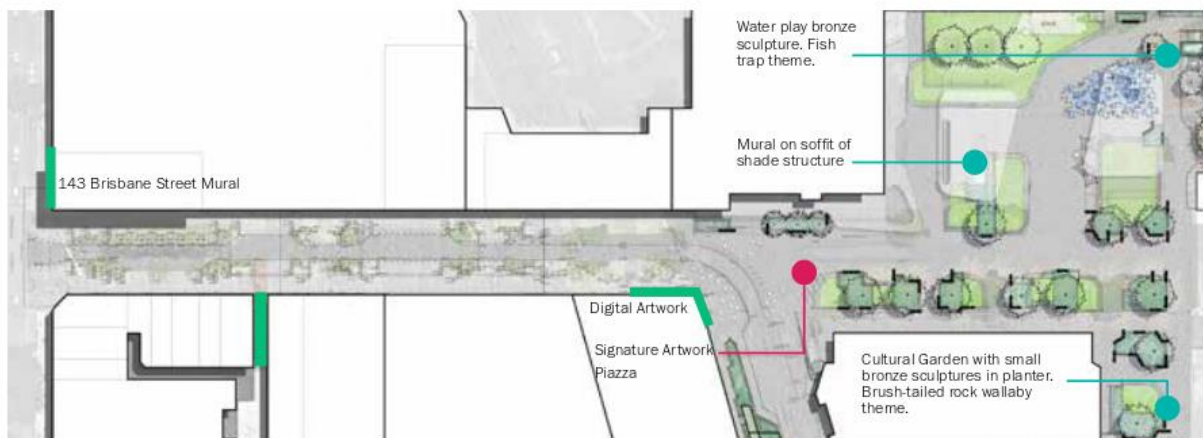 Water play bronze
sculpture. Fish
trap theme.
Mural on soffit of
shade structure
143 Brisbane Street Mural
Digital Artwork
Signature Artwork
Piazza
Cultural Garden with small
bronze sculptures in planter.
Brush-tailed rock wallaby
theme.